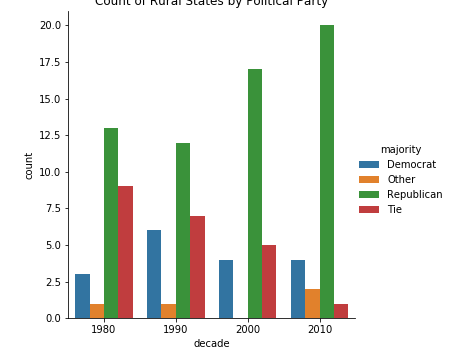 Count of Rural States by Political Party
20.0
17.5
15.0
12.5
10.0
7.5
5.0
2.5
0.0
count
1980
1990
2000
2010
decade
majority
Democrat
Other
Republican
Tie